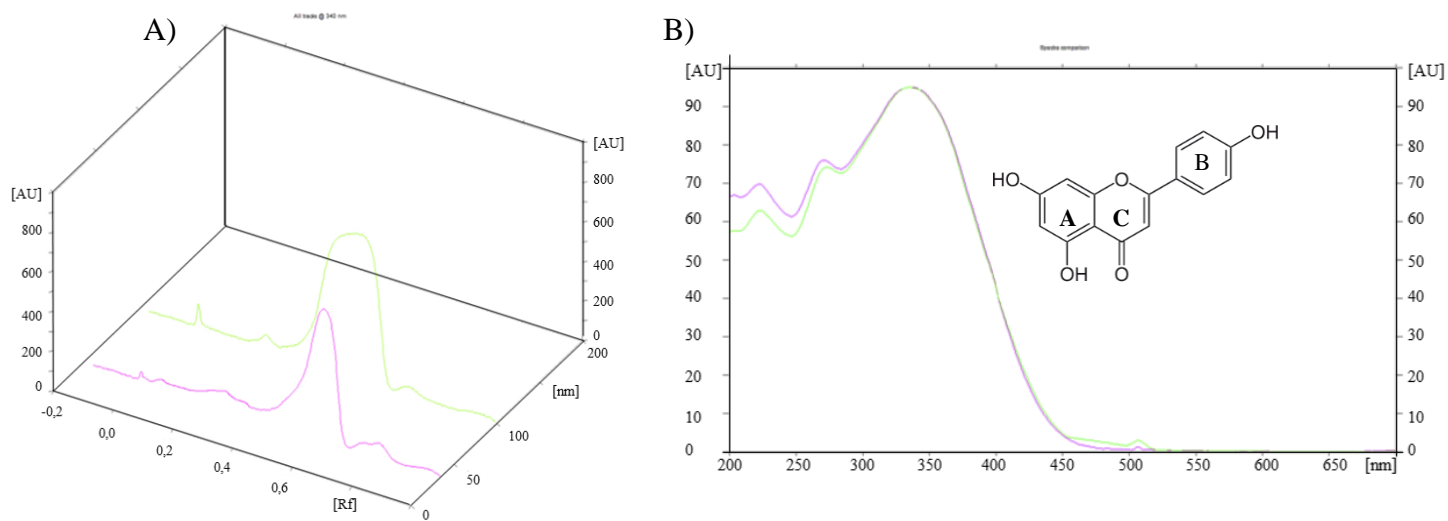 A)
All tracks @ 340 nm
[AU]
800
600
400
200
0
-0,2
0,0
0,2
0,4
0,6
[Rf]
0
50
100
[nm]
200
[AU]
800
600
400
200
0
B)
Spectra comparison
[AU]
90
80
70
60
50
40
30
20
10
0
200
250
300
350
400
450
500
550
600
650
[nm]
[AU]
90
80
70
60
50
40
30
20
10
0
OH
B
HO
O
A
C
OH
O